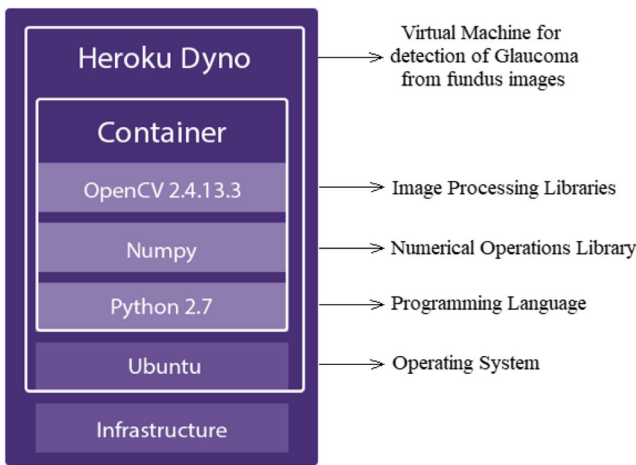 Heroku Dyno
Virtual Machine for
detection of Glaucoma
from fundus images
Container
OpenCV 2.4.13.3
Image Processing Libraries
Numpy
Numerical Operations Library
Python 2.7
Programming Language
Ubuntu
Operating System
Infrastructure